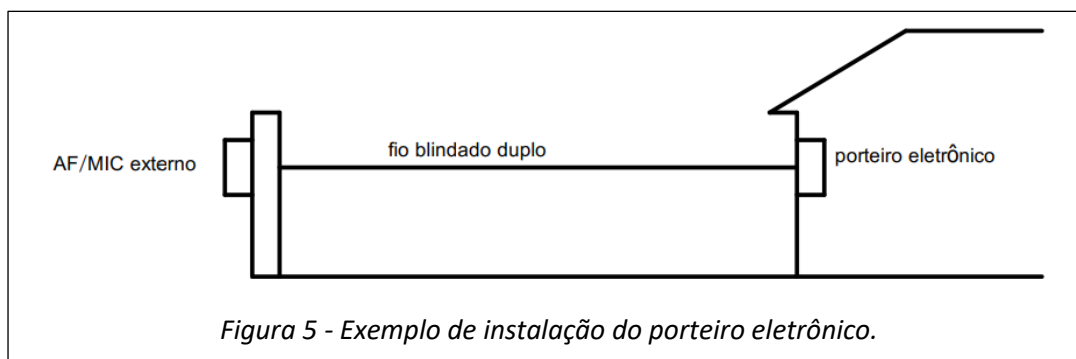 fio blindado duplo
AF/MIC externo
porteiro eletrônico
Figura 5 - Exemplo de instalação do porteiro eletrônico.